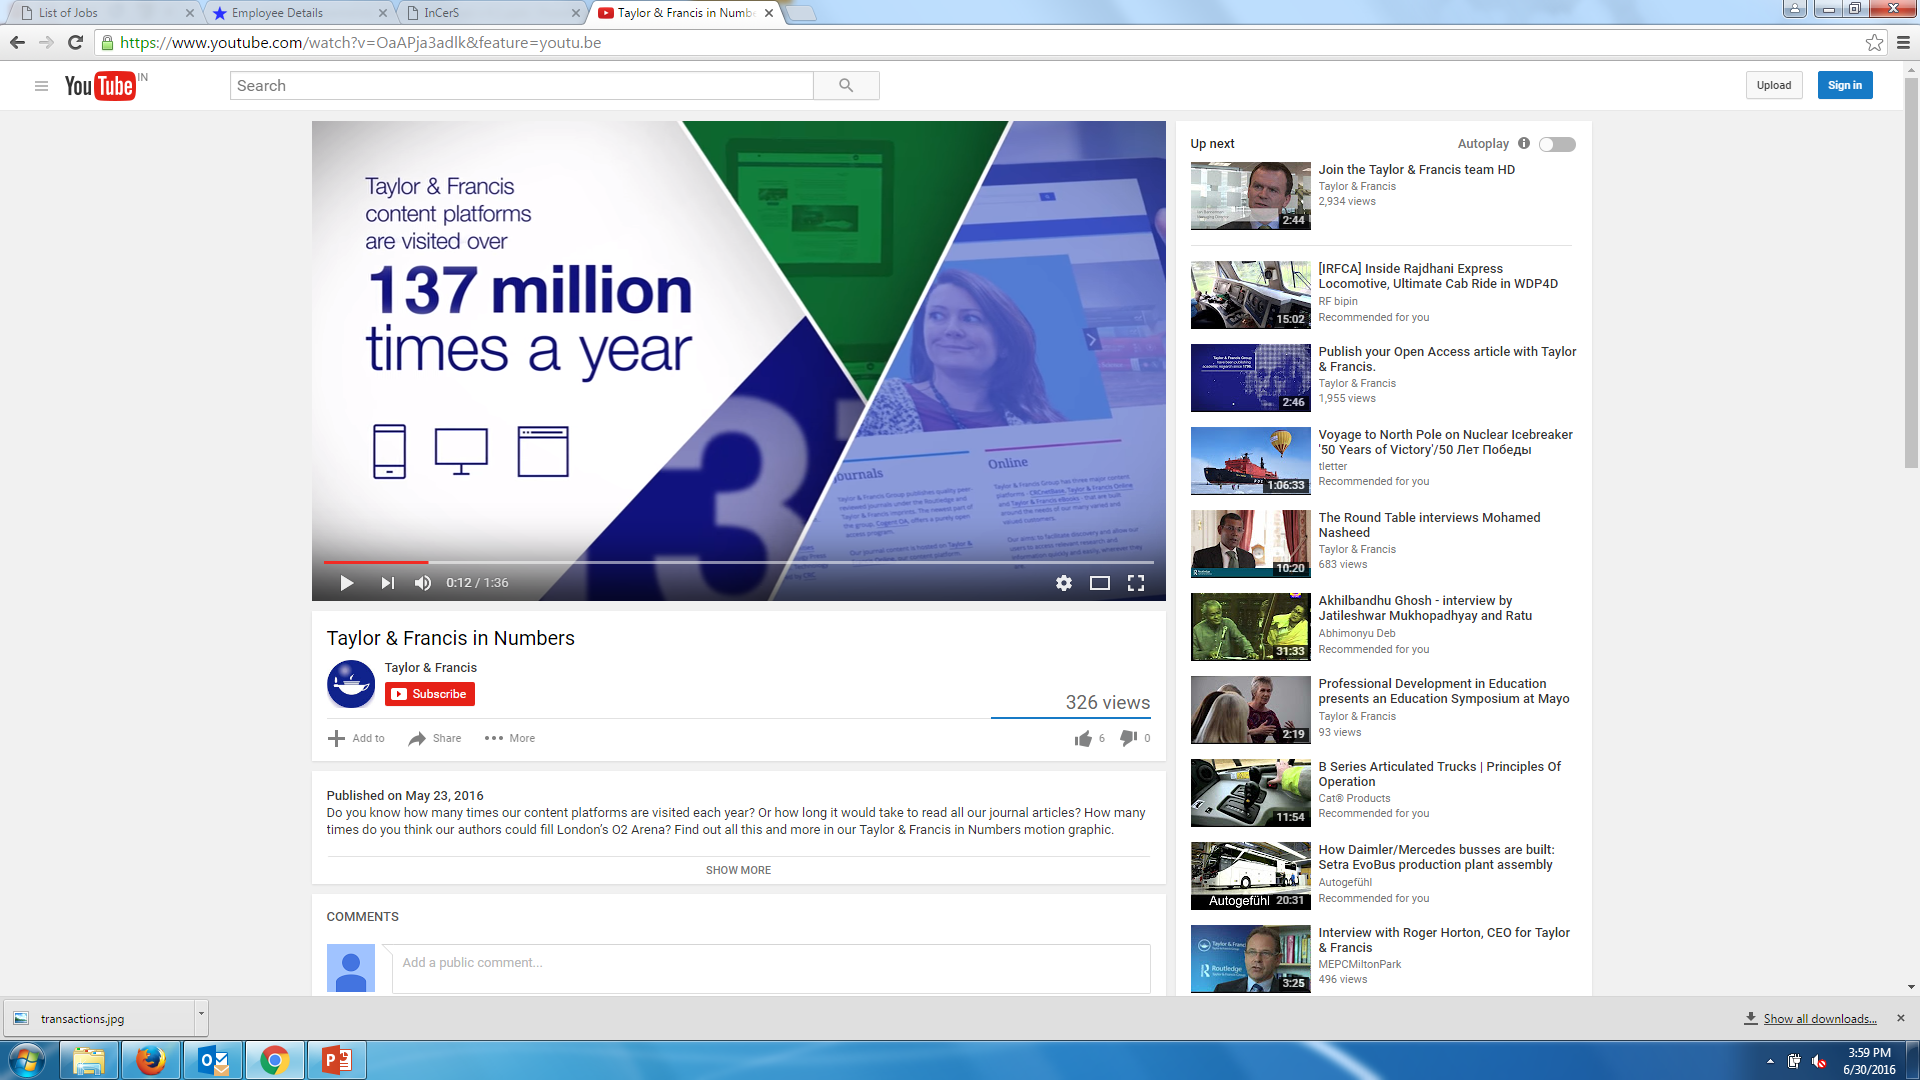 List of Jobs
Employee Details
InCerS
Taylor & Francis in Numbe
https://www.youtube.com/watch?v=OaAPja3adlk&feature=youtu.be
YouTube IN
Search
Upload
Sign in
Taylor & Francis
content platforms
are visited over
137 million
times a year
Journals
Online
0:12 / 1:36
Taylor & Francis in Numbers
Taylor & Francis
Subscribe
326 views
Add to
Share
More
6
0
Published on May 23, 2016
Do you know how many times our content platforms are visited each year? Or how long it would take to read all our journal articles? How many
times do you think our authors could fill London's O2 Arena? Find out all this and more in our Taylor & Francis in Numbers motion graphic.
SHOW MORE
COMMENTS
Add a public comment...
Up next
Autoplay
Join the Taylor & Francis team HD
Taylor & Francis
2,934 views
2:44
[IRFCA] Inside Rajdhani Express
Locomotive, Ultimate Cab Ride in WDP4D
RF bipin
Recommended for you
15:02
Publish your Open Access article with Taylor
& Francis.
Taylor & Francis
1,955 views
2:46
Voyage to North Pole on Nuclear Icebreaker
'50 Years of Victory'/50 Лет Победы
tletter
Recommended for you
1:06:33
The Round Table interviews Mohamed
Nasheed
Taylor & Francis
683 views
10:20
Akhilbandhu Ghosh - interview by
Jatileshwar Mukhopadhyay and Ratu
Abhimonyu Deb
Recommended for you
31:33
Professional Development in Education
presents an Education Symposium at Mayo
Taylor & Francis
93 views
2:19
B Series Articulated Trucks | Principles Of
Operation
Cat® Products
Recommended for you
11:54
How Daimler/Mercedes busses are built:
Setra EvoBus production plant assembly
Autogefühl
Recommended for you
Autogefühl 20:31
Interview with Roger Horton, CEO for Taylor
& Francis
MEPCMiltonPark
496 views
Routledge
3:25
transactions.jpg
Show all downloads...
3:59 PM
6/30/2016